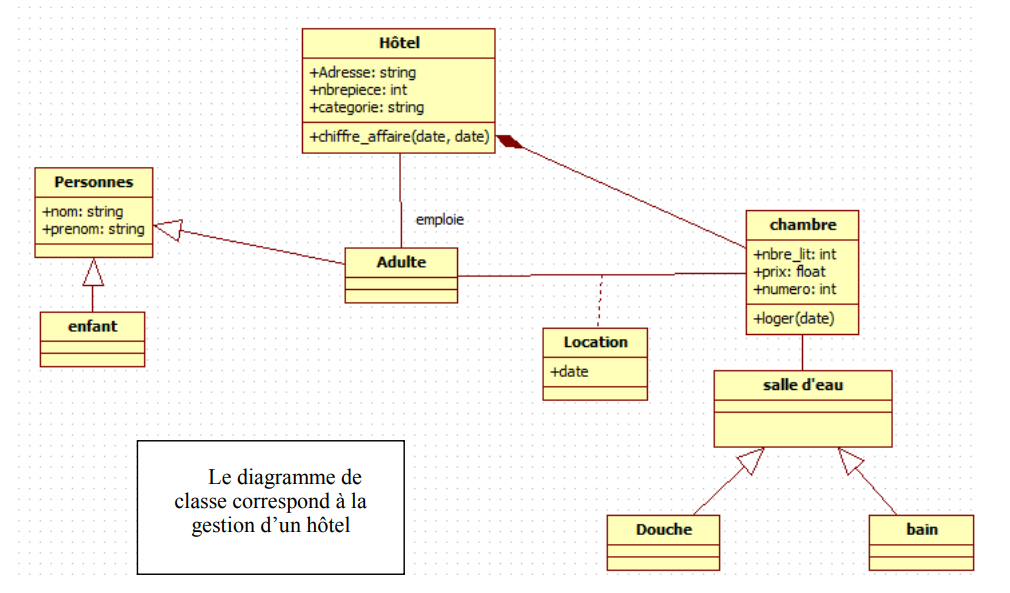 Hôtel
+Adresse: string
+nbrepiece: int
+categorie: string
+chiffre_affaire(date, date)
Personnes
+nom: string
+prenom: string
emploie
Adulte
chambre
+nbre_lit: int
+prix: float
+numero: int
+loger(date)
enfant
Location
+date
salle d'eau
Le diagramme de
classe correspond à la
gestion d’un hôtel
Douche
bain